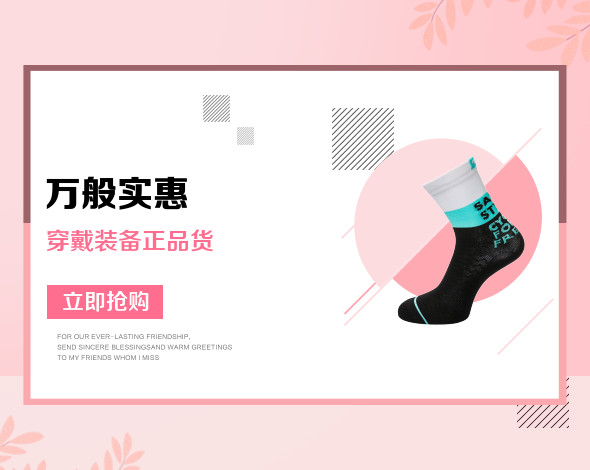 万般实惠
穿戴装备正品货
立即抢购
FOR OUR EVER-LASTING FRIENDSHIP,
SEND SINCERE BLESSINGSAND WARM GREETINGS
TO MY FRIENDS WHOM I MISS